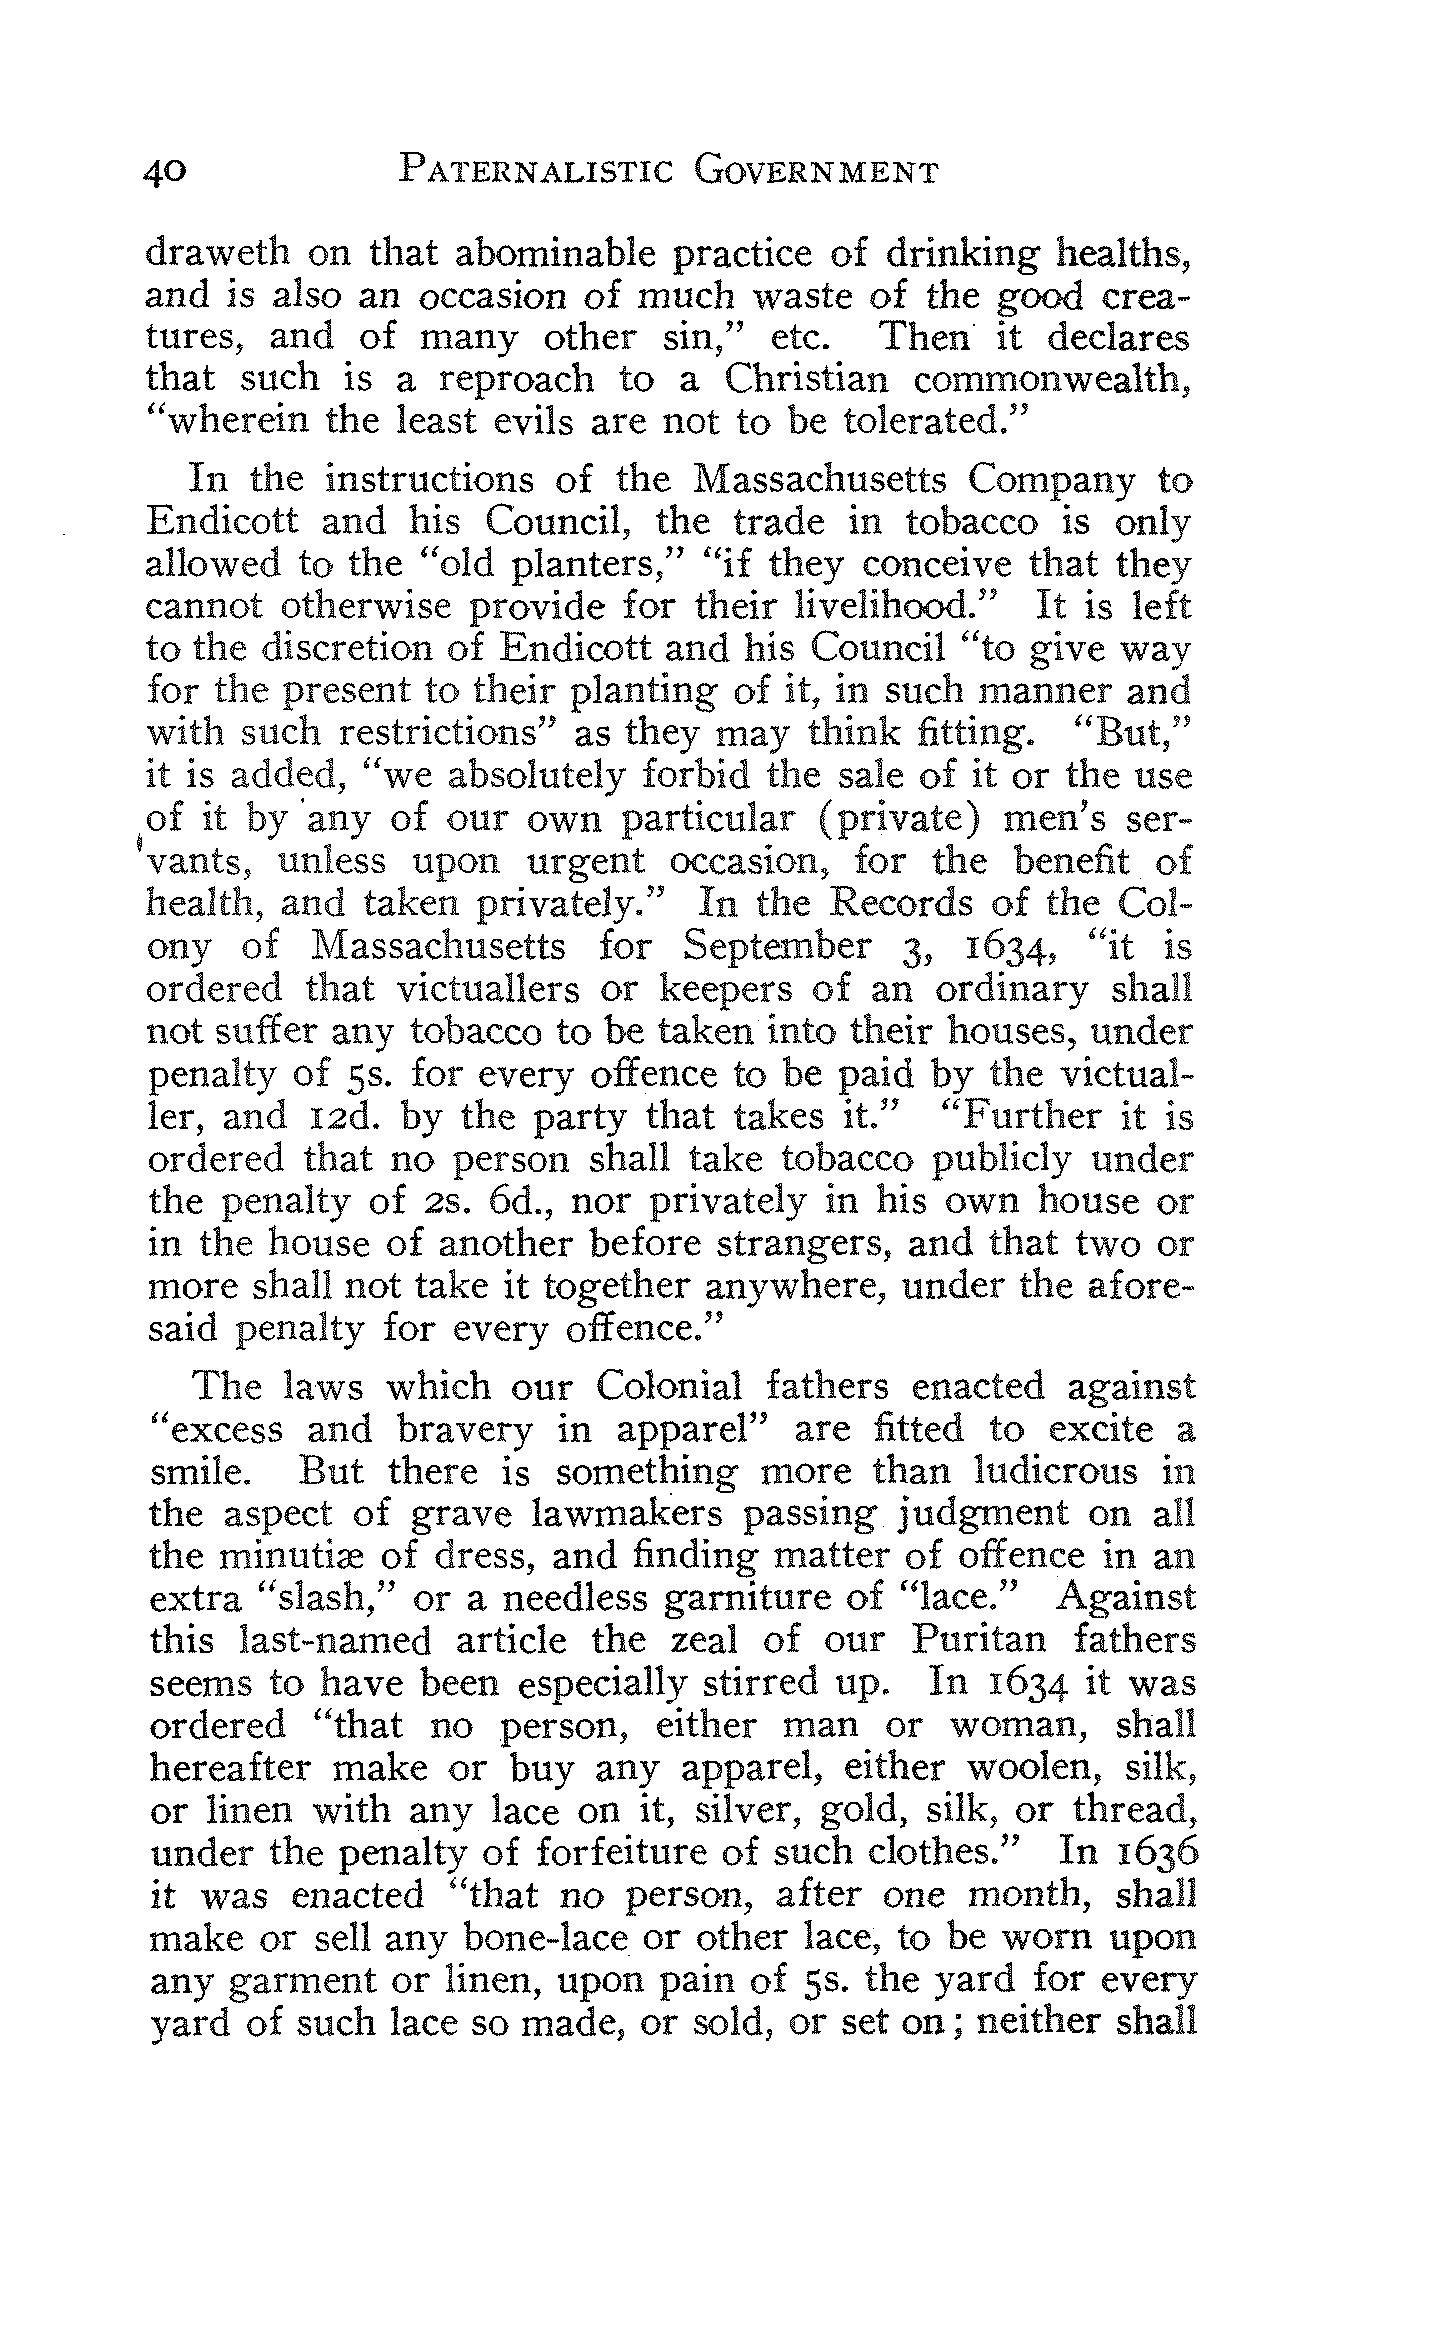 40 PATERNALISTIC GOVERNMENT
draweth on that abominable practice of drinking healths,
and is also an occasion of much waste of the good crea-
tures, and of many other sin,” etc. Then it declares
that such is a reproach to a Christian commonwealth,
“wherein the least evils are not to be tolerated.”
In the instructions of the Massachusetts Company to
Endicott and his Council, the trade in tobacco is only
allowed to the “old planters,” “if they conceive that they
cannot otherwise provide for their livelihood.” It is left
to the discretion of Endicott and his Council “to give way
for the present to their planting of it, in such manner and
with such restrictions” as they may think fitting. “But,”
it is added, “we absolutely forbid the sale of it or the use
of it by any of our own particular (private) men’s ser-
vants, unless upon urgent occasion, for the benefit of
health, and taken privately.” In the Records of the Col-
ony of Massachusetts for September 3, 1634, “it is
ordered that victuallers or keepers of an ordinary shall
not suffer any tobacco to be taken into their houses, under
penalty of 5s. for every offence to be paid by the victual-
ler, and 12d. by the party that takes it.” “Further it is
ordered that no person shall take tobacco publicly under
the penalty of 2s. 6d., nor privately in his own house or
in the house of another before strangers, and that two or
more shall not take it together anywhere, under the afore-
said penalty for every offence.”
The laws which our Colonial fathers enacted against
“excess and bravery in apparel” are fitted to excite a
smile. But there is something more than ludicrous in
the aspect of grave lawmakers passing judgment on all
the minutiæ of dress, and finding matter of offence in an
extra “slash,” or a needless garniture of “lace.” Against
this last-named article the zeal of our Puritan fathers
seems to have been especially stirred up. In 1634 it was
ordered “that no person, either man or woman, shall
hereafter make or buy any apparel, either woolen, silk,
or linen with any lace on it, silver, gold, silk, or thread,
under the penalty of forfeiture of such clothes.” In 1636
it was enacted “that no person, after one month, shall
make or sell any bone-lace or other lace, to be worn upon
any garment or linen, upon pain of 5s. the yard for every
yard of such lace so made, or sold, or set on; neither shall